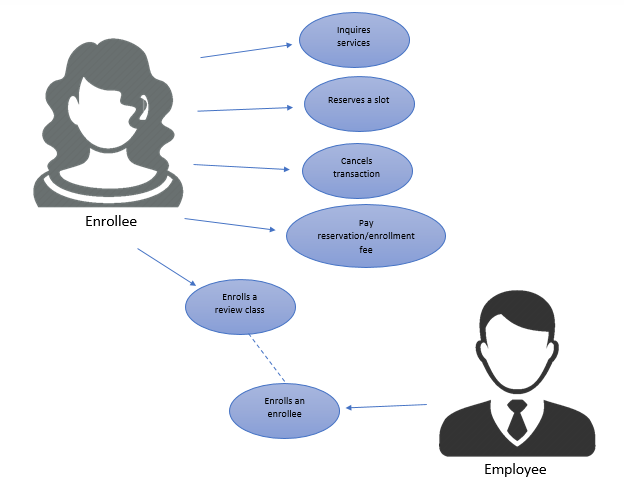 Inquires
services
Reserves a slot
Cancels
transaction
Enrollee
Pay
reservation/enrollment
fee
Enrolls a
review class
Enrolls an
enrollee
Employee